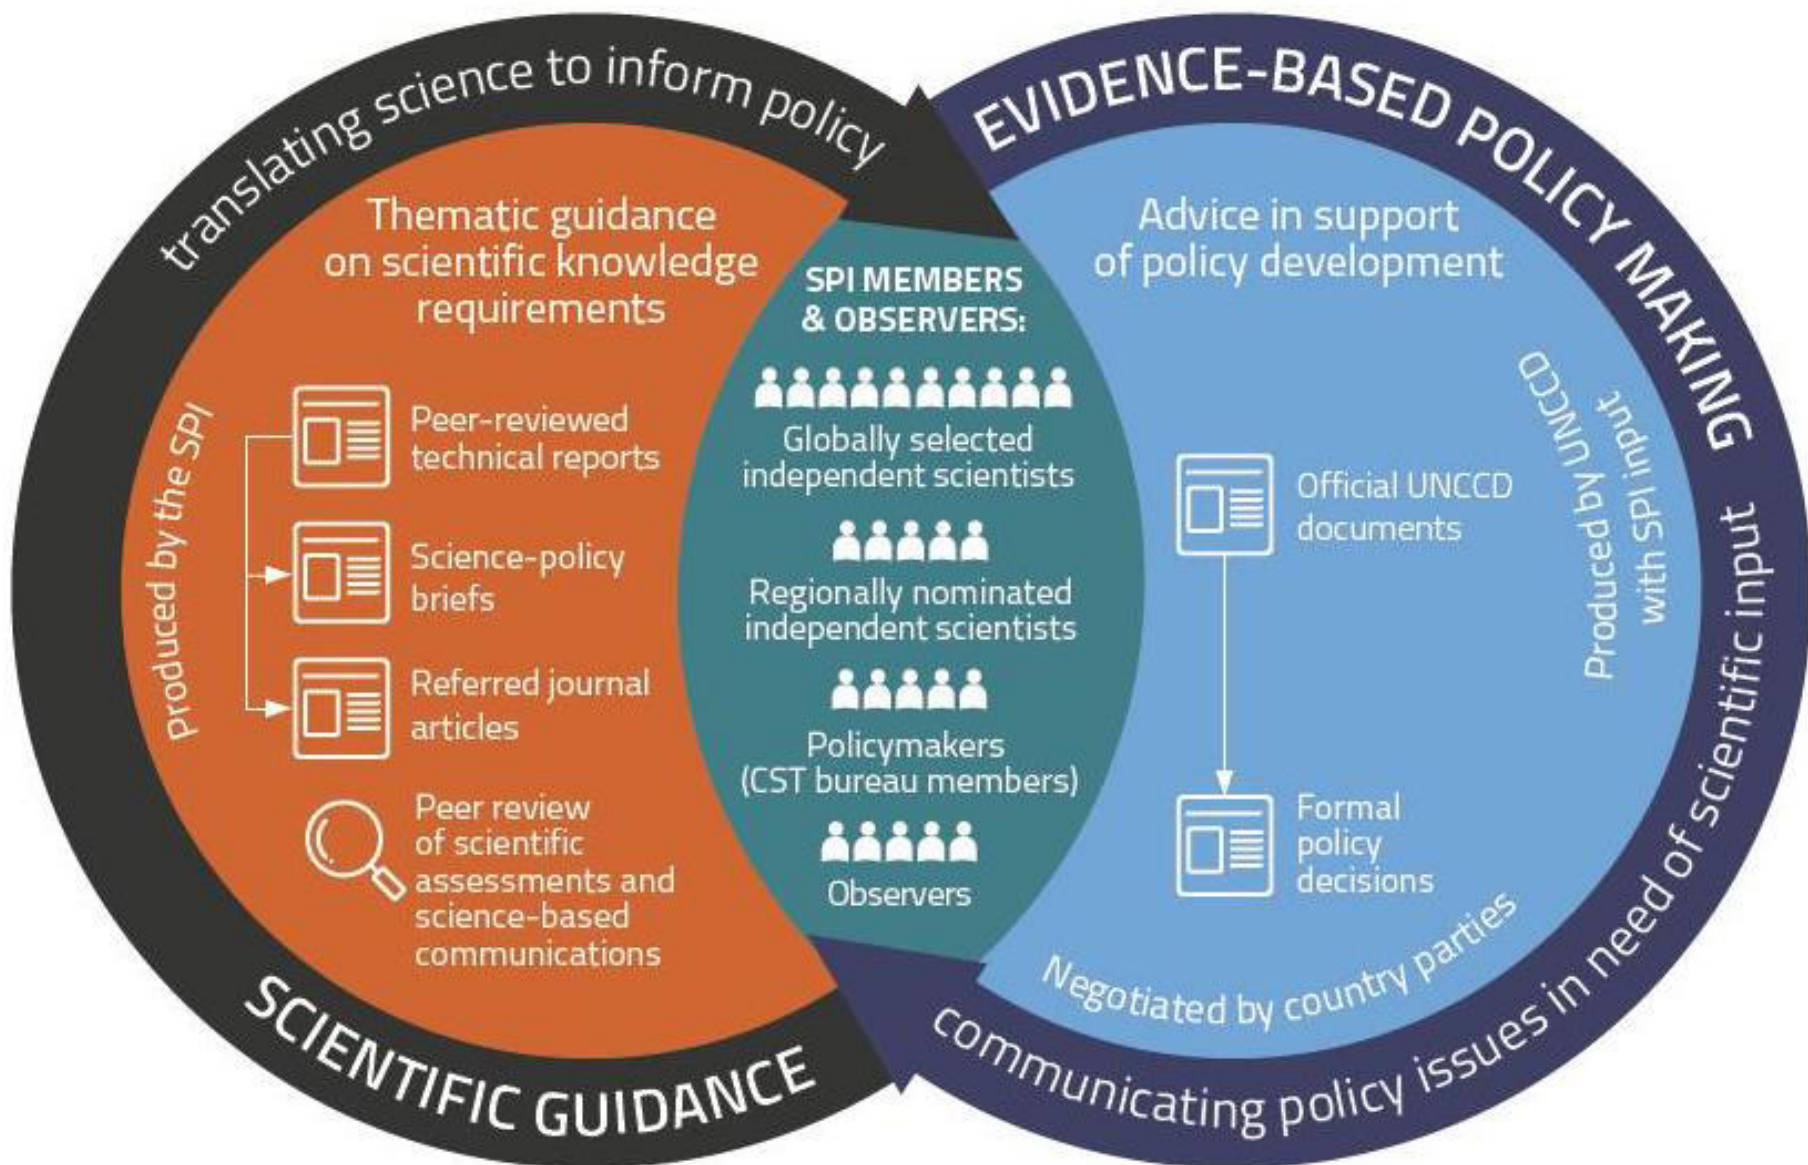 translating science to inform policy
SCIENTIFIC GUIDANCE
Thematic guidance
on scientific knowledge
requirements
Produced by the SPI
Peer-reviewed
technical reports
Science-policy
briefs
Referred journal
articles
Peer review
of scientific
assessments and
science-based
communications
SPI MEMBERS
& OBSERVERS:
Globally selected
independent scientists
Regionally nominated
independent scientists
Policymakers
(CST bureau members)
Observers
EVIDENCE-BASED POLICY MAKING
communicating policy issues in need of scientific input
Advice in support
of policy development
Produced by UNCCD
with SPI input
Official UNCCD
documents
Formal
policy
decisions
Negotiated by country parties